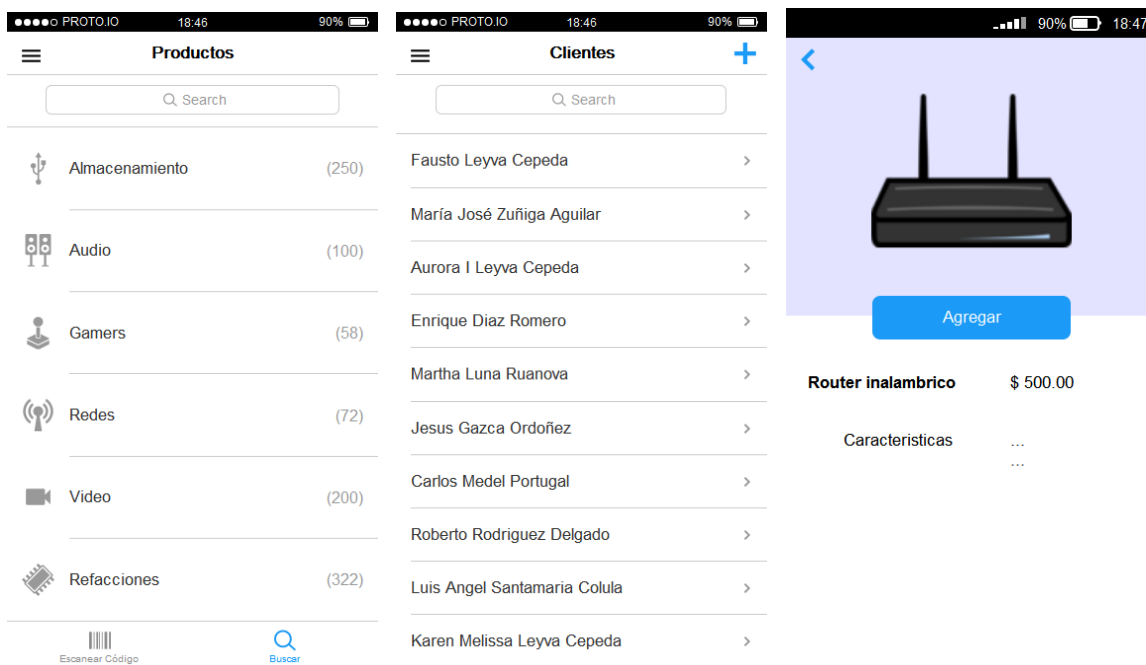 PROTO.IO 18:46 90%
Productos
Search
Almacenamiento (250)
Audio (100)
Gamers (58)
Redes (72)
Video (200)
Refacciones (322)
Escanear Código Buscar
PROTO.IO 18:46 90%
Clientes
Search
Fausto Leyva Cepeda
María José Zuñiga Aguilar
Aurora I Leyva Cepeda
Enrique Diaz Romero
Martha Luna Ruanova
Jesus Gazca Ordoñez
Carlos Medel Portugal
Roberto Rodriguez Delgado
Luis Angel Santamaria Colula
Karen Melissa Leyva Cepeda
90% 18:47
Agregar
Router inalambrico $ 500.00
Caracteristicas ...
...